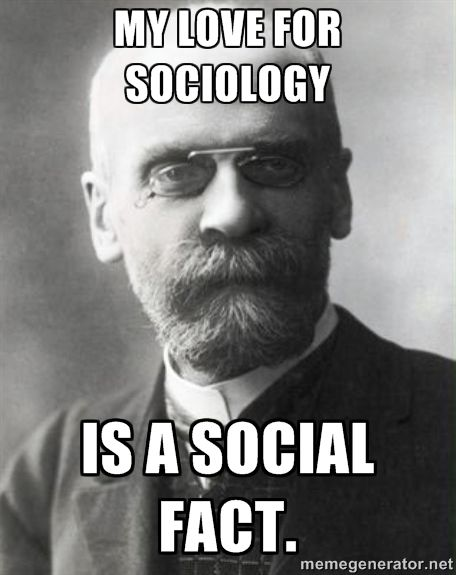 MY LOVE FOR
SOCIOLOGY
IS A SOCIAL
FACT.
memegenerator.net